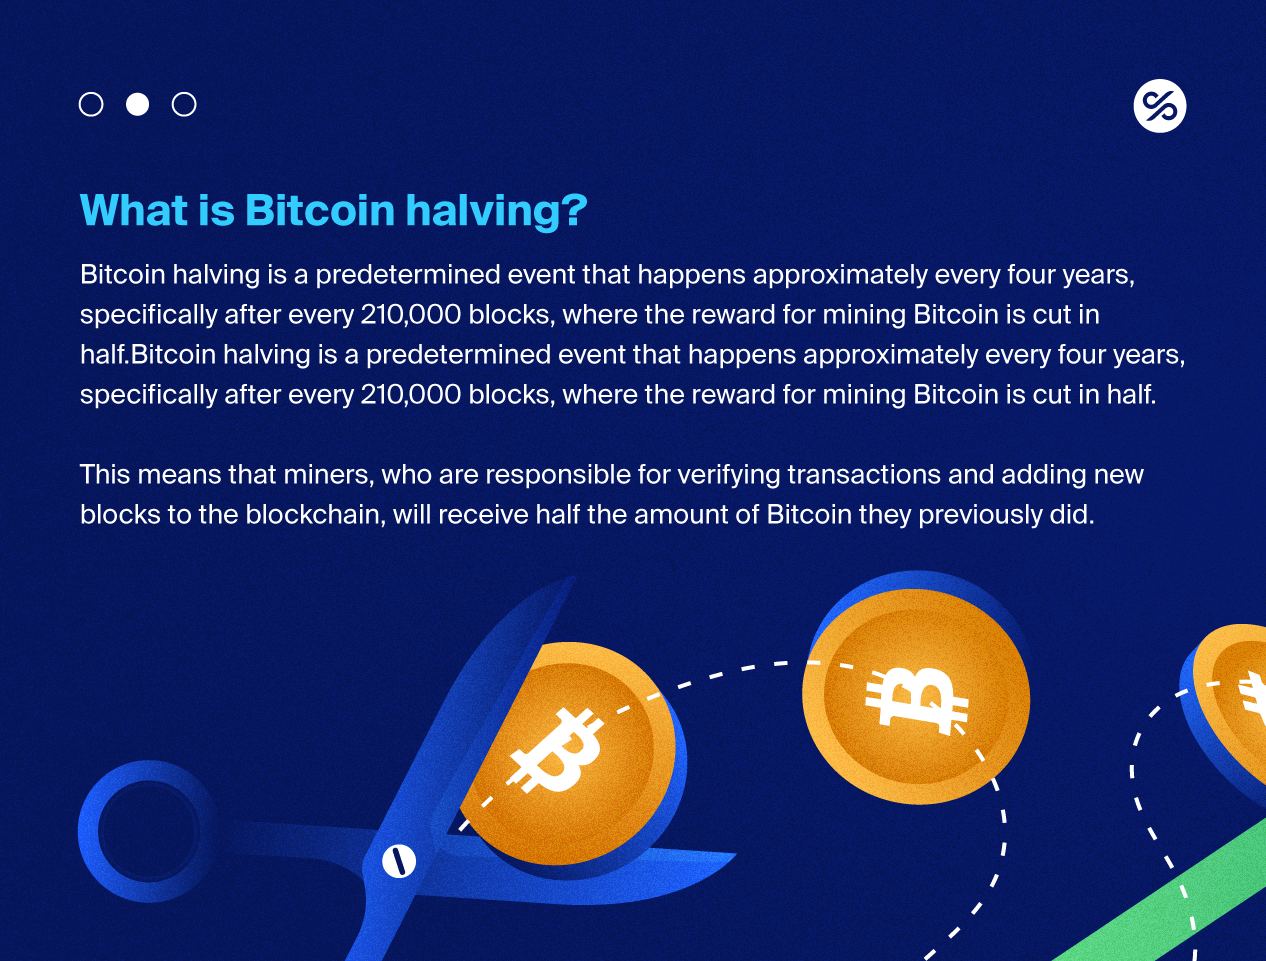 What is Bitcoin halving?
Bitcoin halving is a predetermined event that happens approximately every four years,
specifically after every 210,000 blocks, where the reward for mining Bitcoin is cut in
half.Bitcoin halving is a predetermined event that happens approximately every four years,
specifically after every 210,000 blocks, where the reward for mining Bitcoin is cut in half.
This means that miners, who are responsible for verifying transactions and adding new
blocks to the blockchain, will receive half the amount of Bitcoin they previously did.